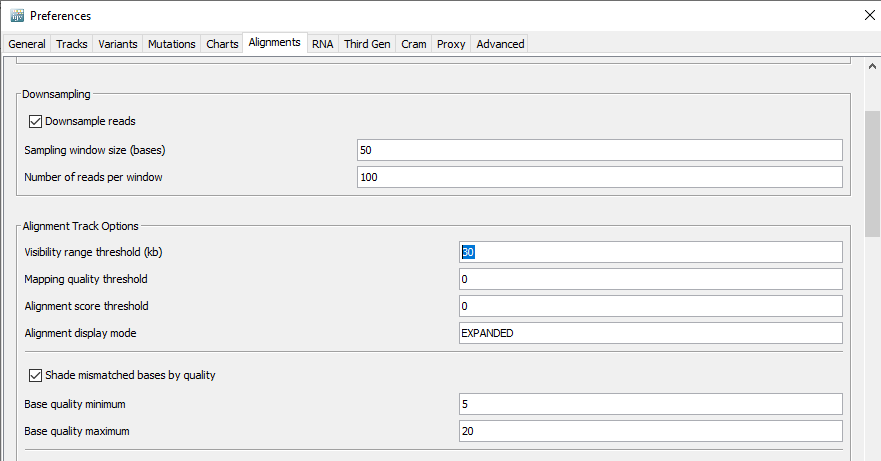 Preferences
General Tracks Variants Mutations Charts Alignments RNA Third Gen Cram Proxy Advanced
Downsampling
Downsample reads
Sampling window size (bases) 50
Number of reads per window 100
Alignment Track Options
Visibility range threshold (kb) 30
Mapping quality threshold 0
Alignment score threshold 0
Alignment display mode EXPANDED
Shade mismatched bases by quality
Base quality minimum 5
Base quality maximum 20